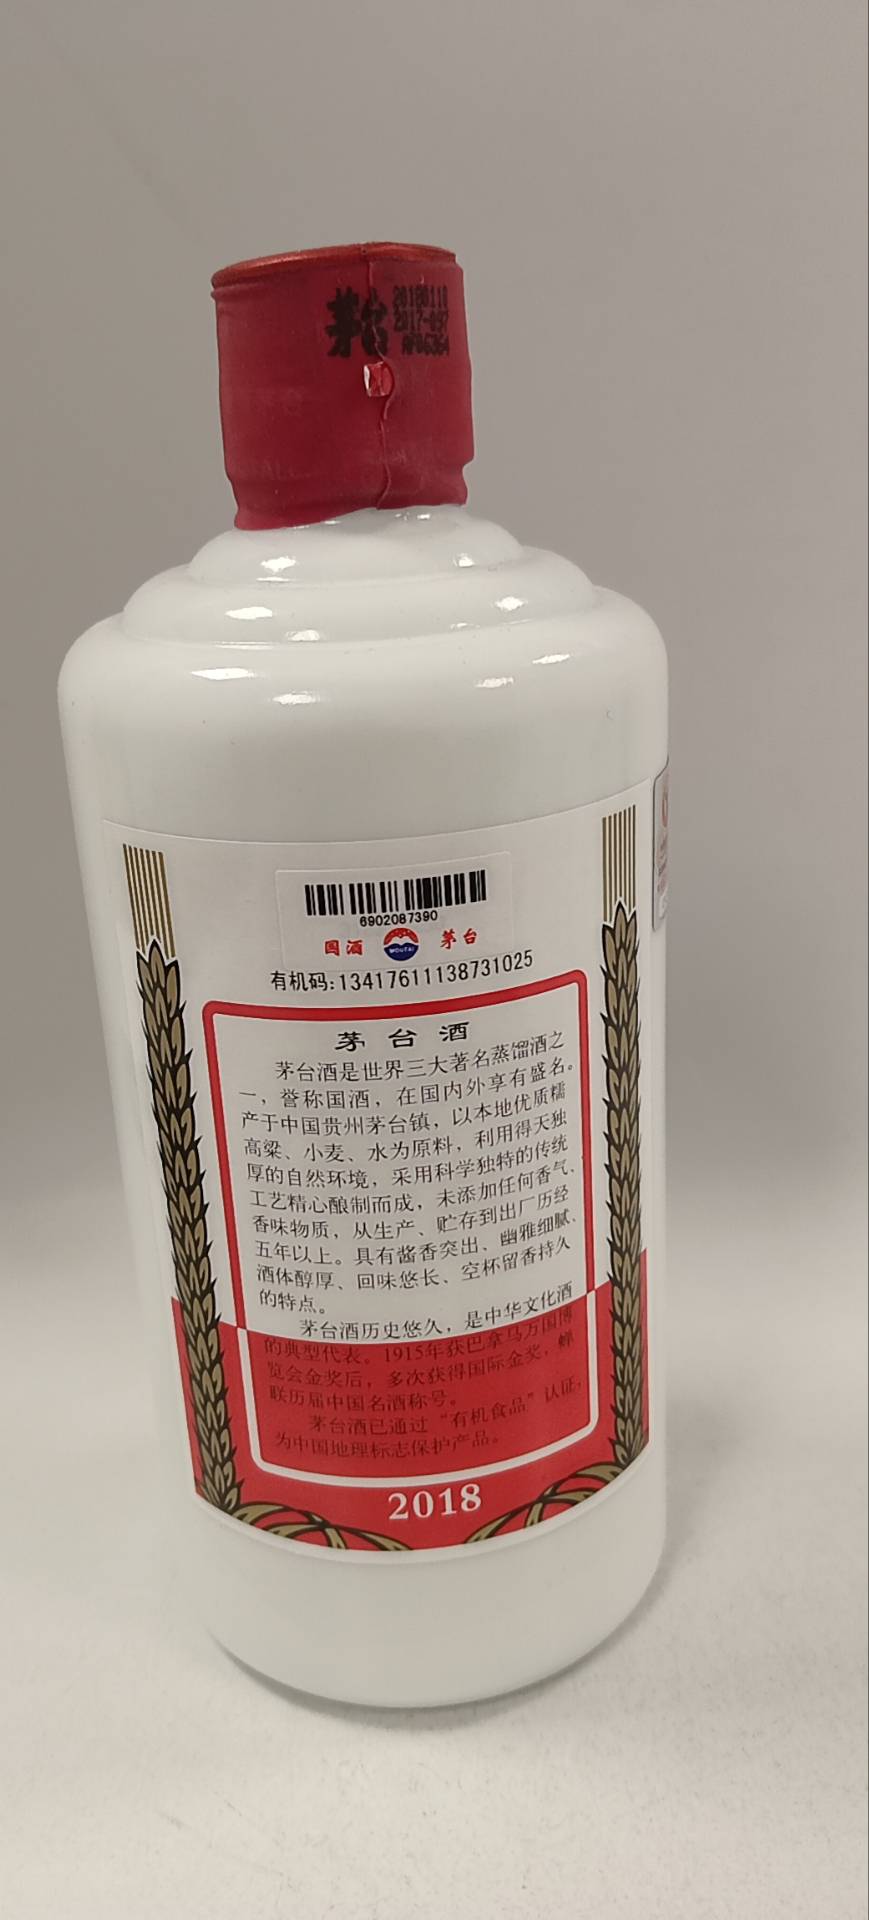 茅台
20180110
2017-097
AF06364
6902087390
国酒
MOUTAI
茅台
有机码:13417611138731025
茅台酒
茅台酒是世界三大著名蒸馏酒之
一，誉称国酒，在国内外享有盛名。
产于中国贵州茅台镇，以本地优质糯
高粱、小麦、水为原料，利用得天独
厚的自然环境，采用科学独特的传统
工艺精心酿制而成，未添加任何香气、
香味物质，从生产、贮存到出厂历经
五年以上。具有酱香突出、幽雅细腻、
酒体醇厚、回味悠长、空杯留香持久
的特点。
茅台酒历史悠久，是中华文化酒
的典型代表。1915年获巴拿马万国博
览会金奖后，多次获得国际金奖，蝉
联历届中国名酒称号。
茅台酒已通过“有机食品”认证，
为中国地理标志保护产品。
2018